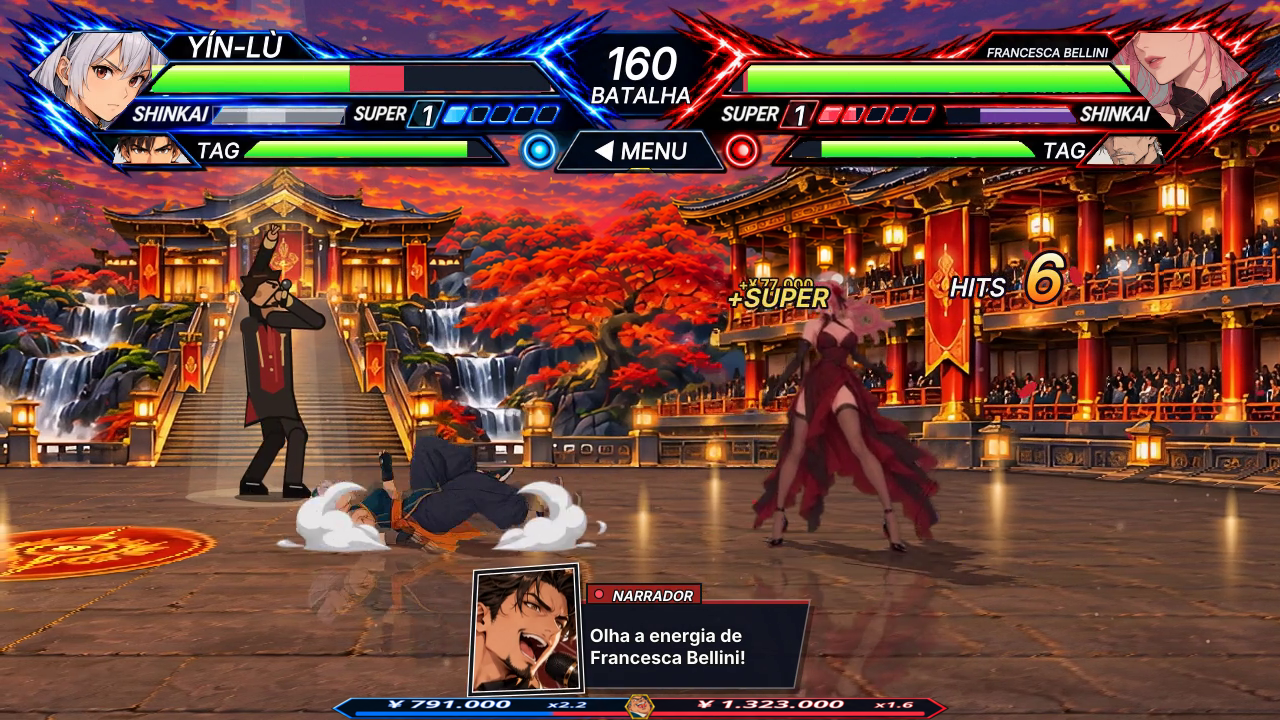 YÍN-LÙ
160
BATALHA
FRANCESCA BELLINI
SHINKAI
SUPER 1
SUPER 1
SHINKAI
TAG
◀ MENU
TAG
+SUPER
HITS 6
NARRADOR
Olha a energia de
Francesca Bellini!
¥ 791.000 x2.2
¥ 1.323.000 x1.6